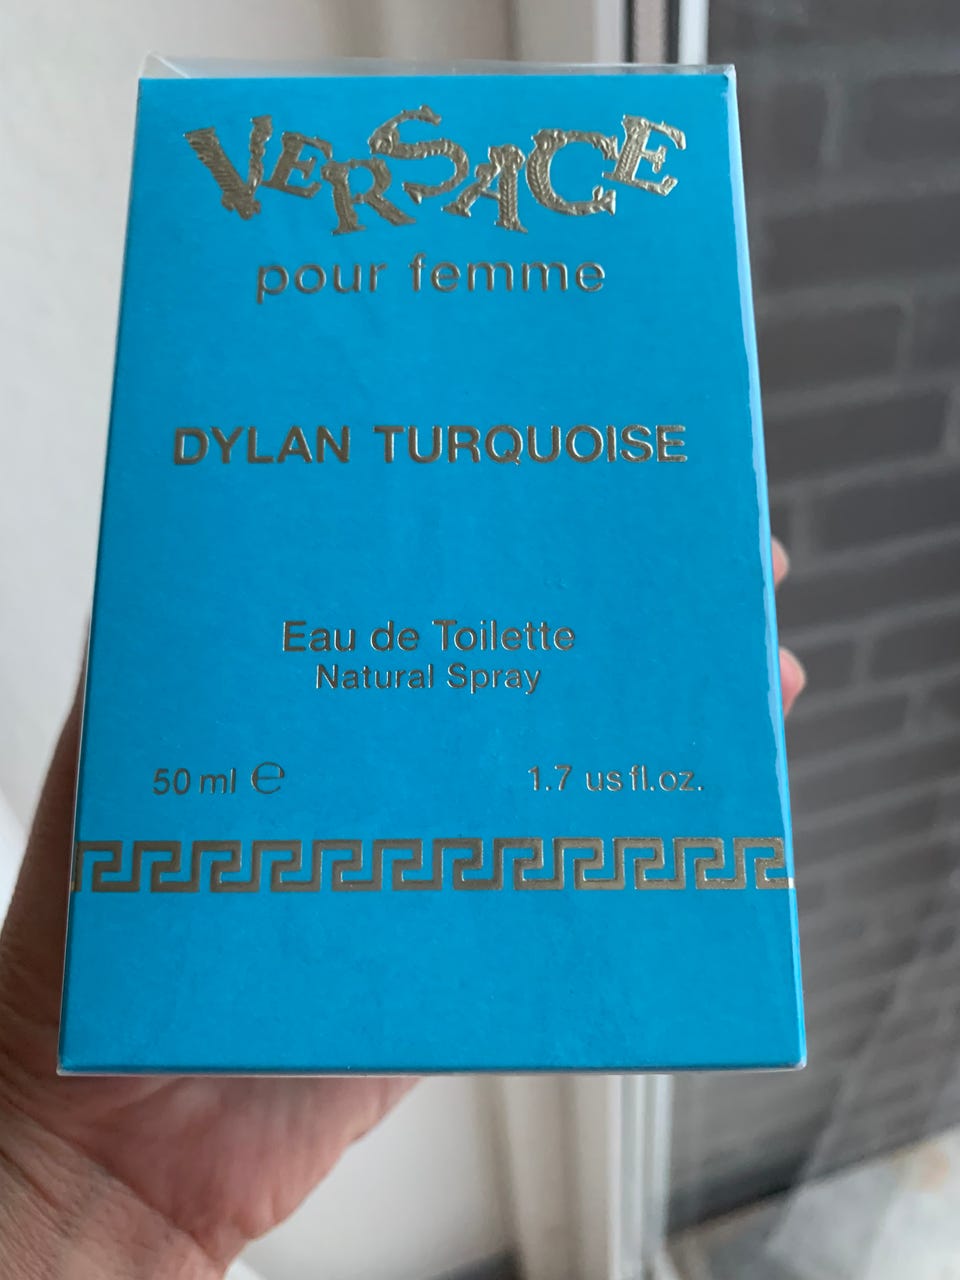 VERSACE
pour femme
DYLAN TURQUOISE
Eau de Toilette
Natural Spray
50 ml ℮ 1.7 us fl.oz.